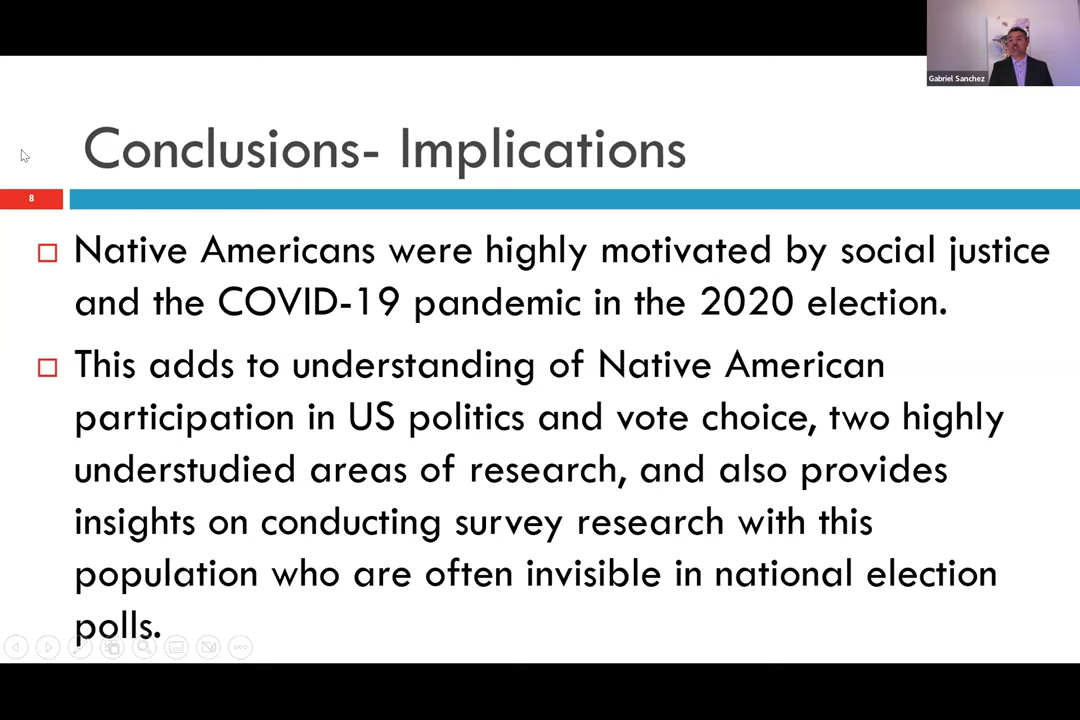 Gabriel Sanchez
Conclusions- Implications
8
Native Americans were highly motivated by social justice
and the COVID-19 pandemic in the 2020 election.
This adds to understanding of Native American
participation in US politics and vote choice, two highly
understudied areas of research, and also provides
insights on conducting survey research with this
population who are often invisible in national election
polls.